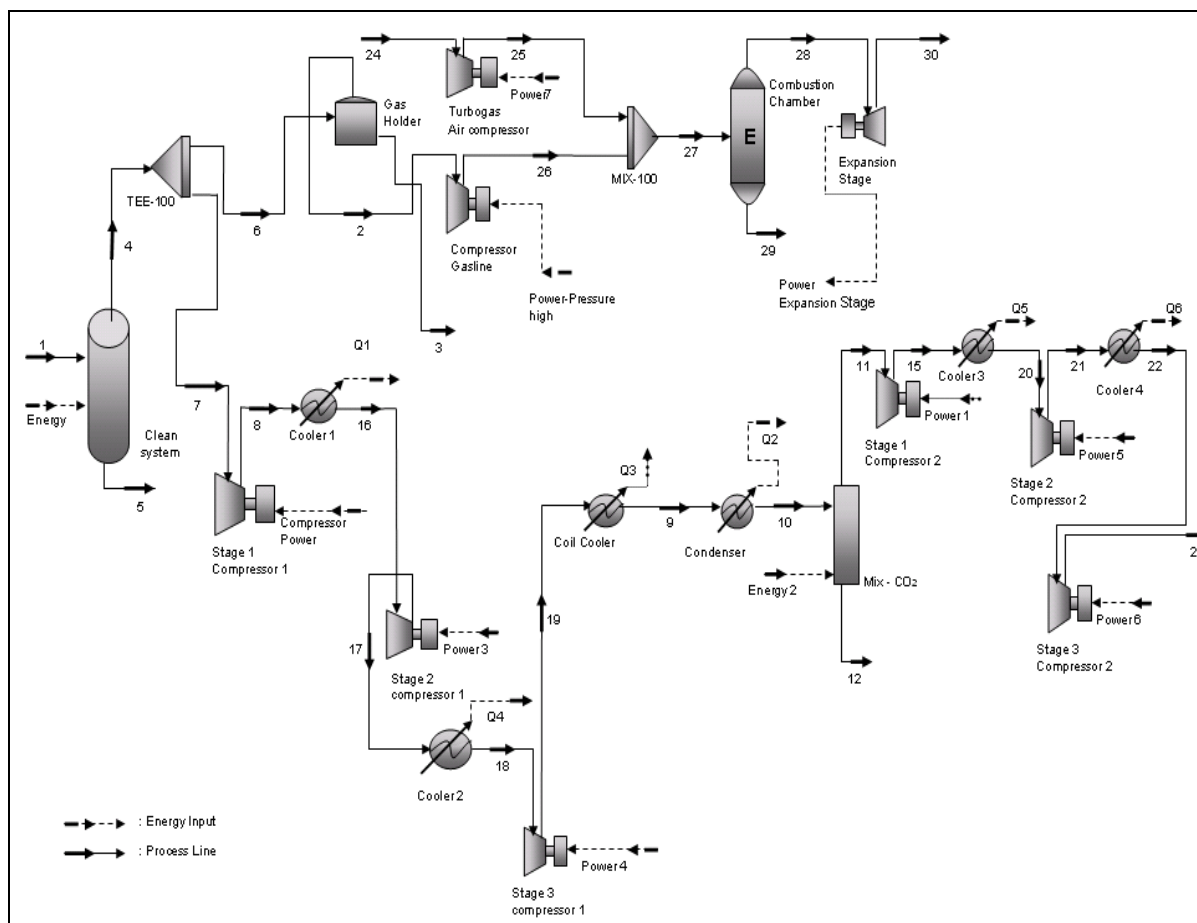 24
25
28
30
Power7
Turbogas
Air compressor
Gas
Holder
Combustion
Chamber
E
Expansion
Stage
TEE-100
MIX-100
27
26
6
2
4
29
Compressor
Gasline
Power
Expansion Stage
Power-Pressure
high
3
1
Energy
Clean
system
5
7
Q1
8
Cooler1
16
Compressor
Power
Stage 1
Compressor 1
Q5
Q6
11
15
Cooler3
20
21
22
Cooler4
Power1
Stage 1
Compressor 2
Power5
Stage 2
Compressor 2
Q3
Q2
Coil Cooler
9
Condenser
10
Energy2
Mix - CO2
12
2
Power6
Stage 3
Compressor 2
17
Power3
Stage 2
compressor 1
19
Q4
18
Cooler2
Power4
Stage 3
compressor 1
: Energy Input
: Process Line